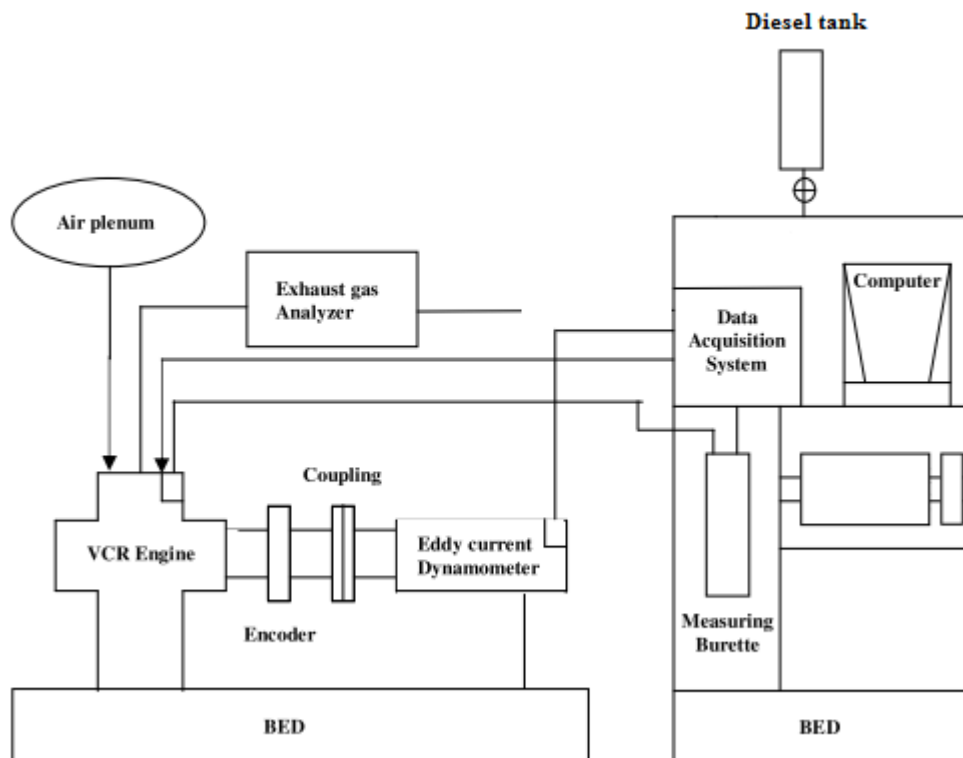 Diesel tank
Air plenum
Exhaust gas
Analyzer
Computer
Data
Acquisition
System
Coupling
VCR Engine
Eddy current
Dynamometer
Encoder
Measuring
Burette
BED
BED